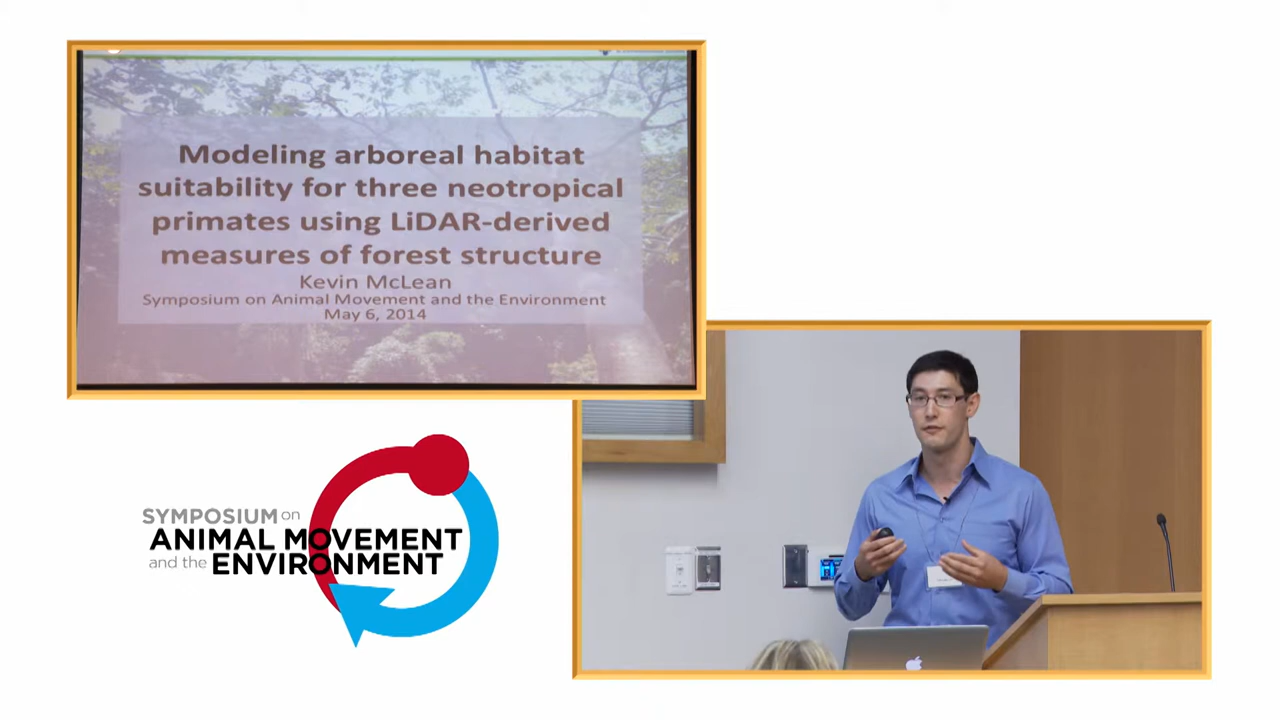 Modeling arboreal habitat
suitability for three neotropical
primates using LiDAR-derived
measures of forest structure
Kevin McLean
Symposium on Animal Movement and the Environment
May 6, 2014
SYMPOSIUM on
ANIMAL MOVEMENT
and the ENVIRONMENT